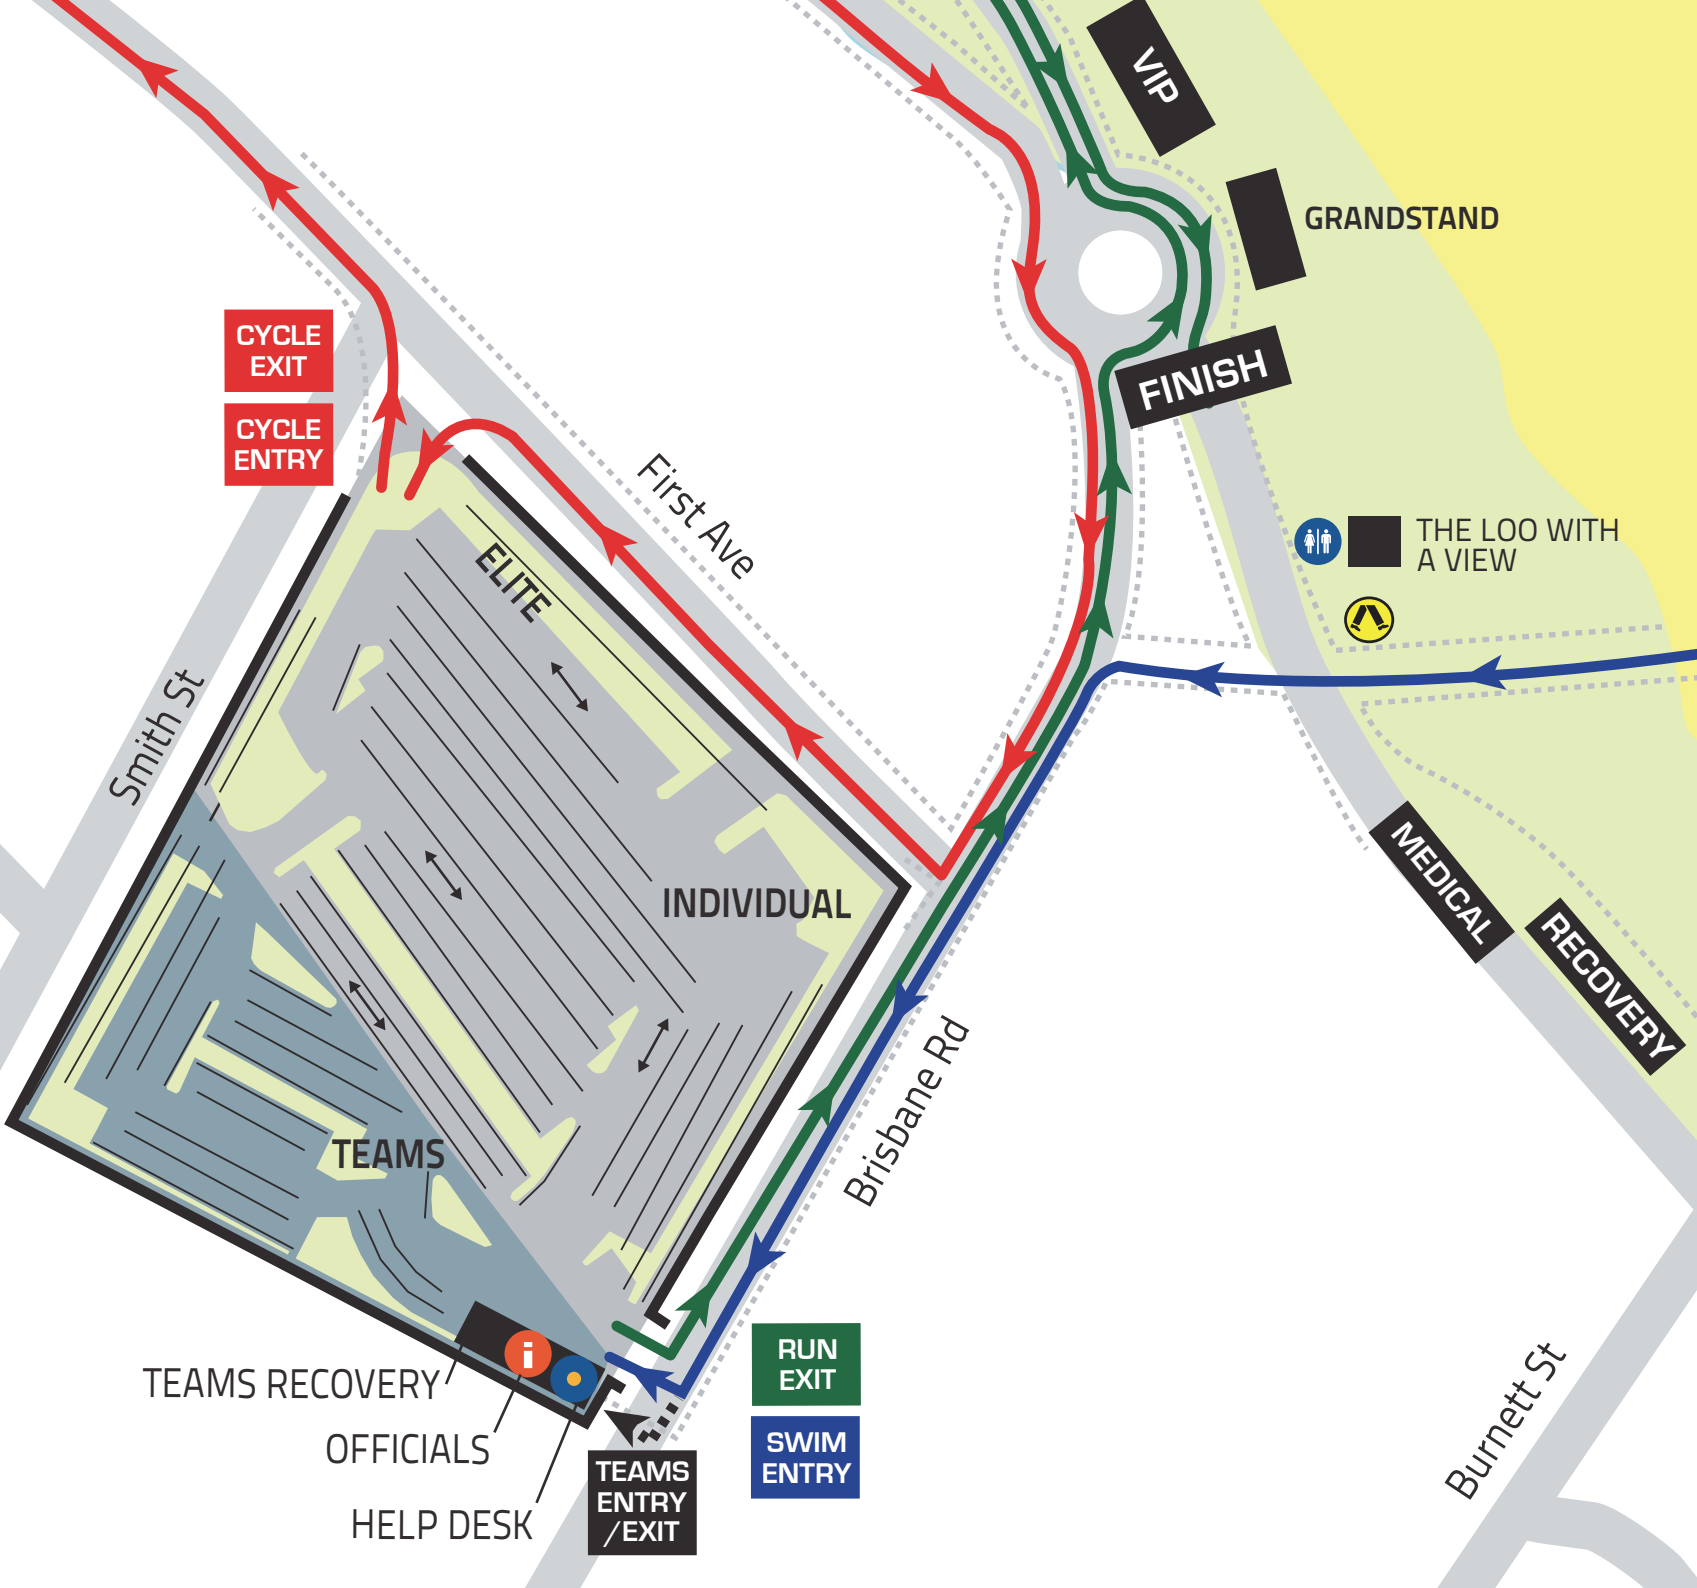 VIP
GRANDSTAND
CYCLE
EXIT
FINISH
CYCLE
ENTRY
First Ave
THE LOO WITH
A VIEW
ELITE
Smith St
MEDICAL
INDIVIDUAL
RECOVERY
Brisbane Rd
TEAMS
RUN
EXIT
TEAMS RECOVERY
i
OFFICIALS
SWIM
ENTRY
Burnett St
TEAMS
ENTRY
/EXIT
HELP DESK